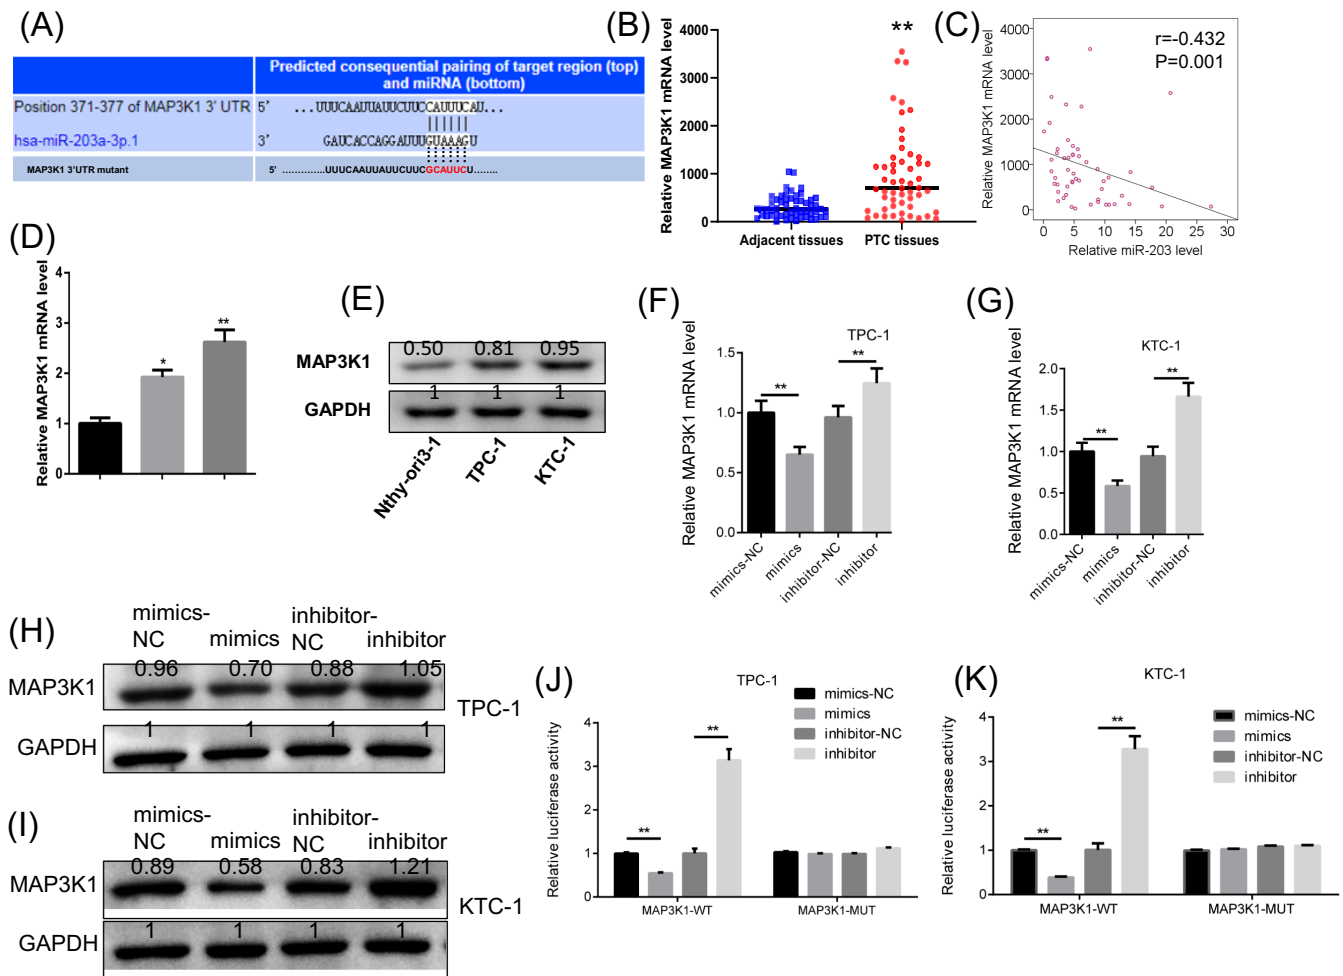 (A)
Predicted consequential pairing of target region (top)
and miRNA (bottom)
Position 371-377 of MAP3K1 3' UTR 5' ...UUUCAAUUAUUCUUCCAUUUCAU...
hsa-miR-203a-3p.1 3' GAUCACCAGGAUUUGUAAAGU
MAP3K1 3'UTR mutant 5' ..............UUUCAAUUAUUCUUCGCAUUCU........
(B)
Relative MAP3K1 mRNA level
4000
3000
2000
1000
0
**
Adjacent tissues PTC tissues
(C)
Relative MAP3K1 mRNA level
4000
3000
2000
1000
0
r=-0.432
P=0.001
0 5 10 15 20 25 30
Relative miR-203 level
(D)
Relative MAP3K1 mRNA level
4
3
2
1
0
* **
(E)
MAP3K1 0.50 0.81 0.95
GAPDH 1 1 1
Nthy-ori3-1 TPC-1 KTC-1
(F)
TPC-1
Relative MAP3K1 mRNA level
1.5
1.0
0.5
0.0
** **
mimics-NC mimics inhibitor-NC inhibitor
(G)
KTC-1
Relative MAP3K1 mRNA level
2.0
1.5
1.0
0.5
0.0
** **
mimics-NC mimics inhibitor-NC inhibitor
(H)
mimics-
NC mimics inhibitor-
NC inhibitor
MAP3K1 0.96 0.70 0.88 1.05
GAPDH 1 1 1 1
TPC-1
(I)
mimics-
NC mimics inhibitor-
NC inhibitor
MAP3K1 0.89 0.58 0.83 1.21
GAPDH 1 1 1 1
KTC-1
(J)
TPC-1
mimics-NC
mimics
inhibitor-NC
inhibitor
Relative luciferase activity
4
3
2
1
0
** **
MAP3K1-WT MAP3K1-MUT
(K)
KTC-1
mimics-NC
mimics
inhibitor-NC
inhibitor
Relative luciferase activity
4
3
2
1
0
** **
MAP3K1-WT MAP3K1-MUT